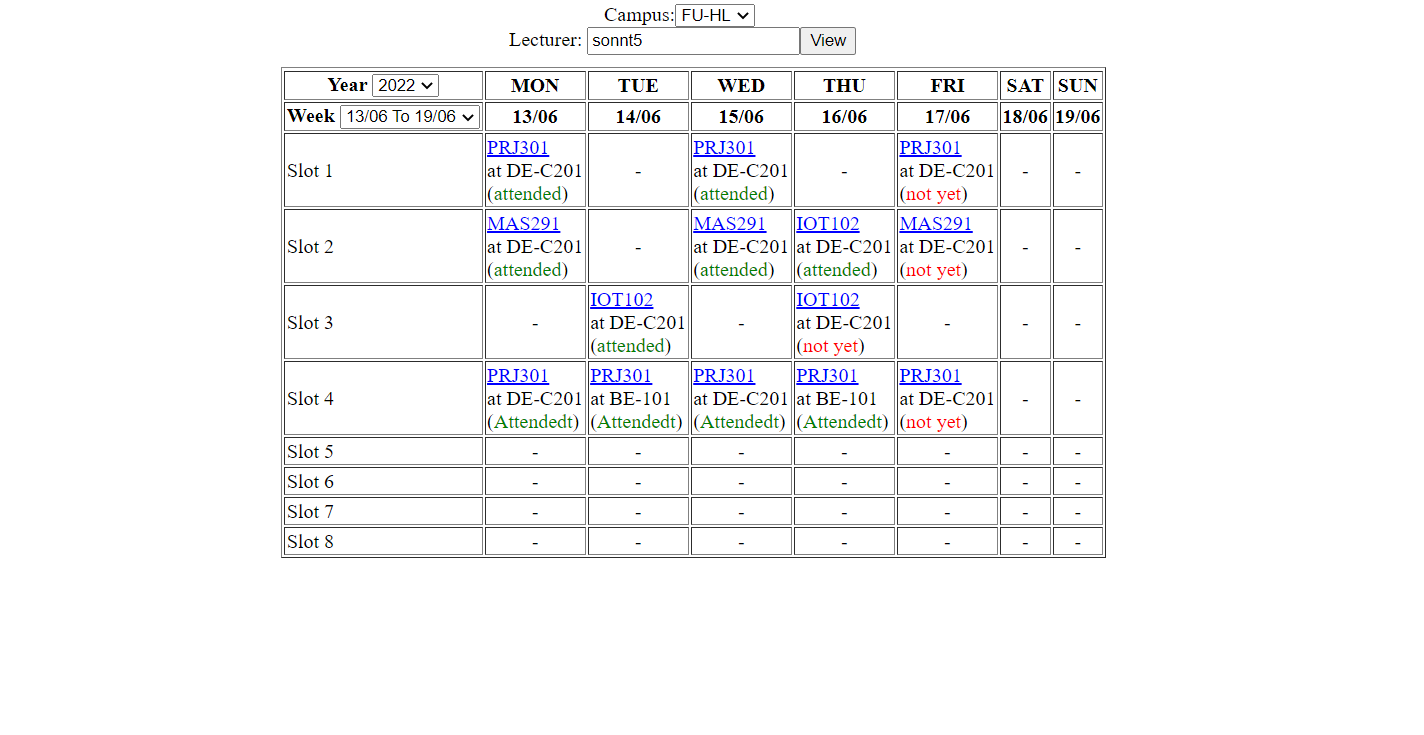 Campus: FU-HL
Lecturer: sonnt5 View
Year 2022 MON TUE WED THU FRI SAT SUN
Week 13/06 To 19/06 13/06 14/06 15/06 16/06 17/06 18/06 19/06
PRJ301 PRJ301 PRJ301
Slot 1 at DE-C201 - at DE-C201 - at DE-C201 - -
(attended) (attended) (not yet)
MAS291 MAS291 IOT102 MAS291
Slot 2 at DE-C201 - at DE-C201 at DE-C201 at DE-C201 - -
(attended) (attended) (attended) (not yet)
IOT102 IOT102
Slot 3 - at DE-C201 - at DE-C201 - - -
(attended) (not yet)
PRJ301 PRJ301 PRJ301 PRJ301 PRJ301
Slot 4 at DE-C201 at BE-101 at DE-C201 at BE-101 at DE-C201 - -
(Attendedt) (Attendedt) (Attendedt) (Attendedt) (not yet)
Slot 5 - - - - - - -
Slot 6 - - - - - - -
Slot 7 - - - - - - -
Slot 8 - - - - - - -